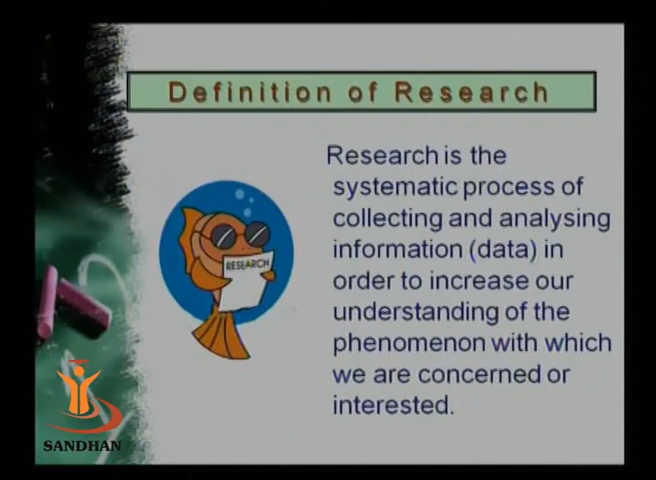 Definition of Research
Research is the
systematic process of
collecting and analysing
information (data) in
order to increase our
understanding of the
phenomenon with which
we are concerned or
interested.
RESEARCH
SANDHAN